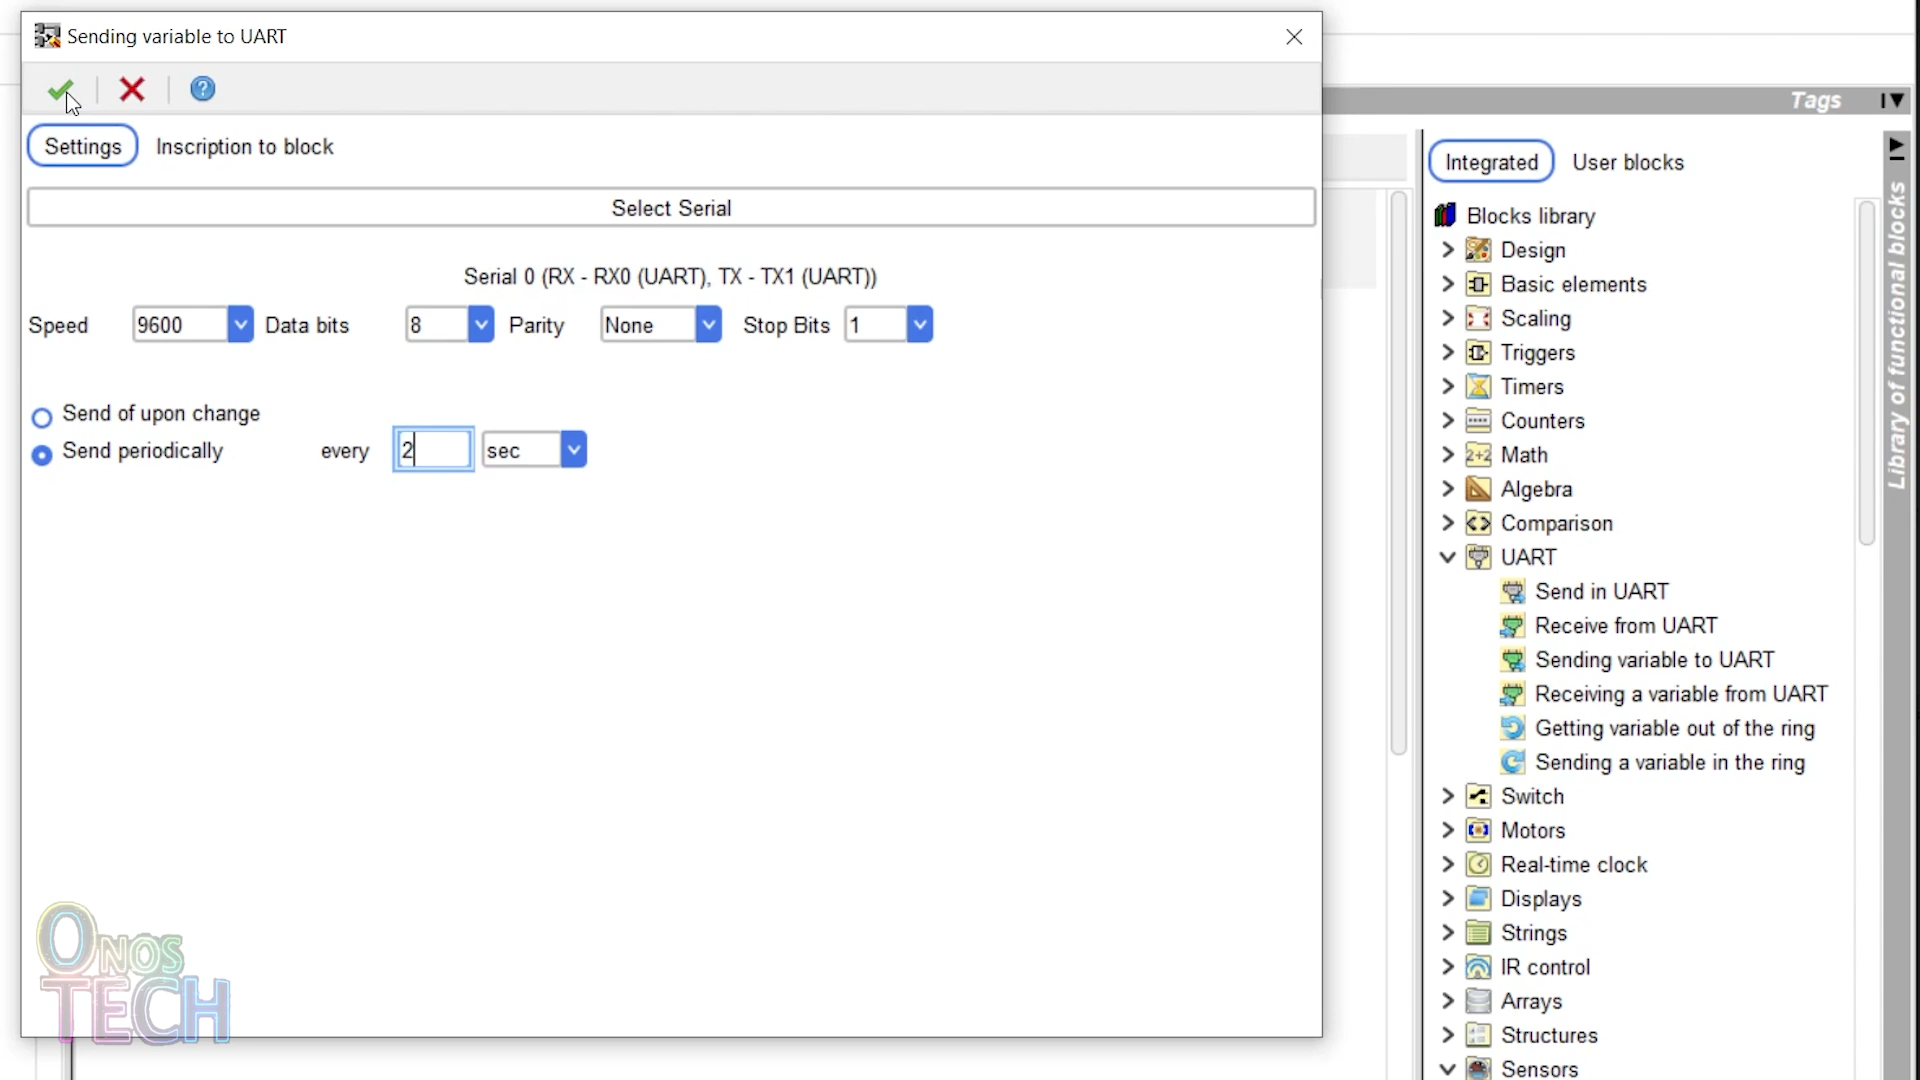 Sending variable to UART
Settings Inscription to block
Select Serial
Serial 0 (RX - RX0 (UART), TX - TX1 (UART))
Speed 9600 Data bits 8 Parity None Stop Bits 1
Send of upon change
Send periodically every 2 sec
ONOS
TECH
Tags
Integrated User blocks
Library of functional blocks
Blocks library
Design
Basic elements
Scaling
Triggers
Timers
Counters
2+2 Math
Algebra
Comparison
UART
Send in UART
Receive from UART
Sending variable to UART
Receiving a variable from UART
Getting variable out of the ring
Sending a variable in the ring
Switch
Motors
Real-time clock
Displays
Strings
IR control
Arrays
Structures
Sensors